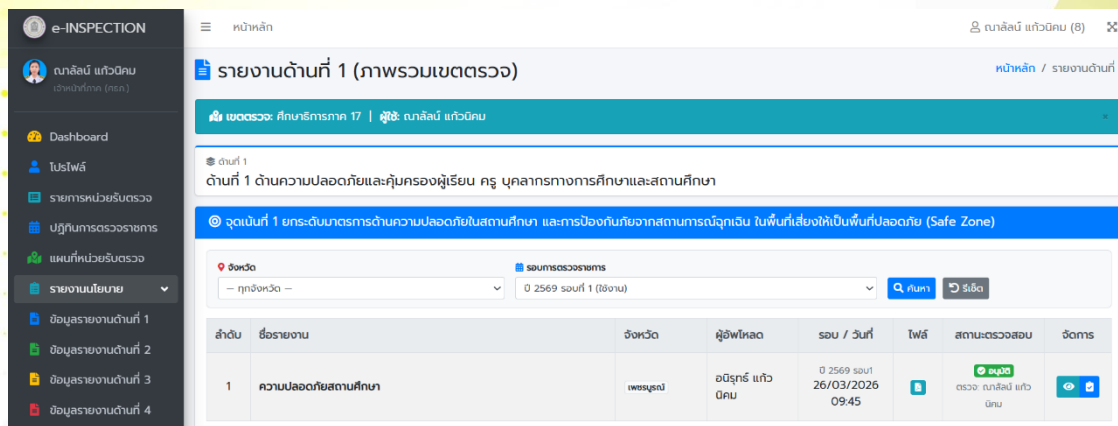 e-INSPECTION
หน้าหลัก
ณาลัลน์ แก้วนิคม (8)
ณาลัลน์ แก้วนิคม
เจ้าหน้าที่ภาค (ศธภ.)
Dashboard
โปรไฟล์
รายการหน่วยรับตรวจ
ปฏิทินการตรวจราชการ
แผนที่หน่วยรับตรวจ
รายงานนโยบาย
ข้อมูลรายงานด้านที่ 1
ข้อมูลรายงานด้านที่ 2
ข้อมูลรายงานด้านที่ 3
ข้อมูลรายงานด้านที่ 4
รายงานด้านที่ 1 (ภาพรวมเขตตรวจ)
หน้าหลัก / รายงานด้านที่
เขตตรวจ: ศึกษาธิการภาค 17 | ผู้ใช้: ณาลัลน์ แก้วนิคม
ด้านที่ 1
ด้านที่ 1 ด้านความปลอดภัยและคุ้มครองผู้เรียน ครู บุคลากรทางการศึกษาและสถานศึกษา
จุดเน้นที่ 1 ยกระดับมาตรการด้านความปลอดภัยในสถานศึกษา และการป้องกันภัยจากสถานการณ์ฉุกเฉิน ในพื้นที่เสี่ยงให้เป็นพื้นที่ปลอดภัย (Safe Zone)
จังหวัด รอบการตรวจราชการ
— ทุกจังหวัด — ปี 2569 รอบที่ 1 (ใช้งาน) ค้นหา รีเซ็ต
ลำดับ ชื่อรายงาน จังหวัด ผู้อัพโหลด รอบ / วันที่ ไฟล์ สถานะตรวจสอบ จัดการ
1 ความปลอดภัยสถานศึกษา เพชรบูรณ์ อนิรุทธ์ แก้วนิคม ปี 2569 รอบ1 26/03/2026 09:45 อนุมัติ ตรวจ: ณาลัลน์ แก้วนิคม